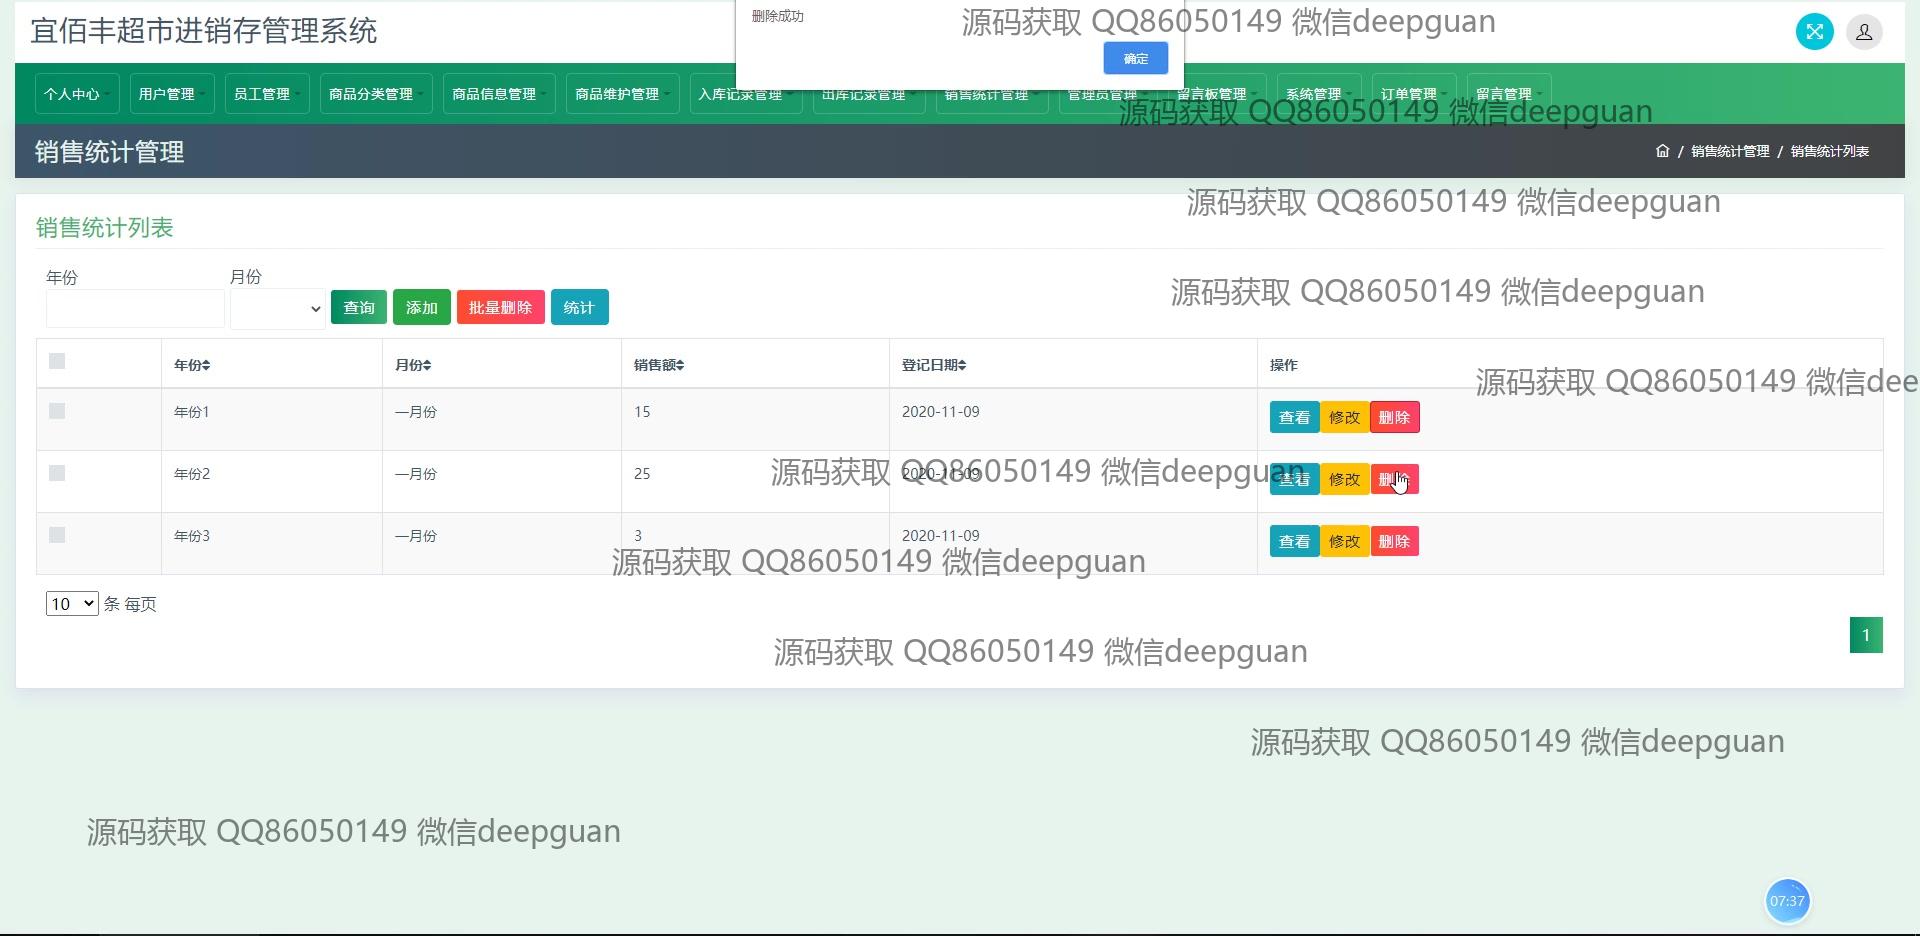 删除成功
确定
宜佰丰超市进销存管理系统
源码获取 QQ86050149 微信deepguan
个人中心 用户管理 员工管理 商品分类管理 商品信息管理 商品维护管理 入库记录管理 出库记录管理 销售统计管理 管理员管理 留言板管理 系统管理 订单管理 留言管理
源码获取 QQ86050149 微信deepguan
销售统计管理
/ 销售统计管理 / 销售统计列表
源码获取 QQ86050149 微信deepguan
销售统计列表
年份 月份
查询 添加 批量删除 统计
源码获取 QQ86050149 微信deepguan
年份 月份 销售额 登记日期 操作
源码获取 QQ86050149 微信dee
年份1 一月份 15 2020-11-09 查看 修改 删除
年份2 一月份 25 2020-11-09 查看 修改 删除
源码获取 QQ86050149 微信deepguan
年份3 一月份 3 2020-11-09 查看 修改 删除
源码获取 QQ86050149 微信deepguan
10 条 每页
1
源码获取 QQ86050149 微信deepguan
源码获取 QQ86050149 微信deepguan
源码获取 QQ86050149 微信deepguan
07:37